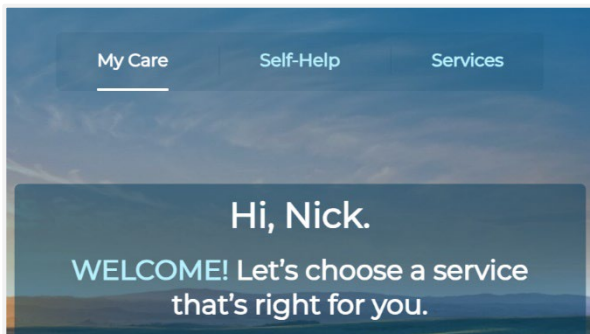 My Care Self-Help Services
Hi, Nick.
WELCOME! Let's choose a service
that's right for you.